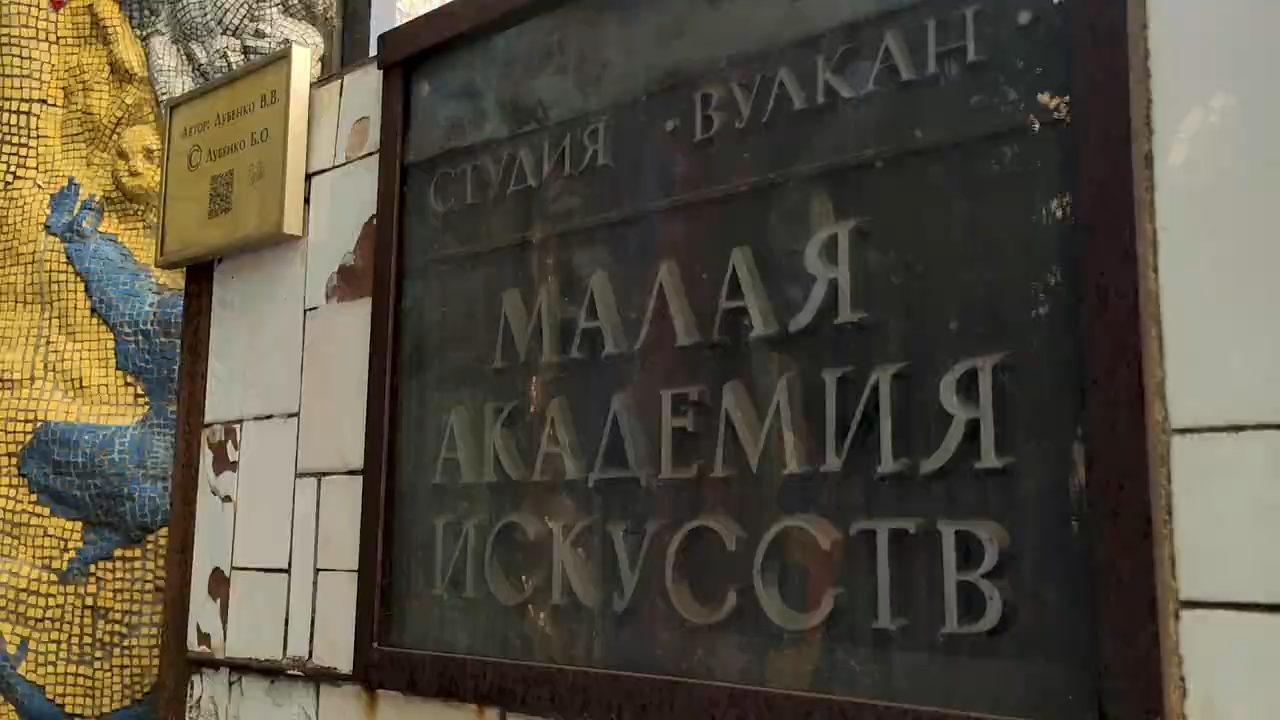 Автор: Лубенко В.В.
© Лубенко Б.О.
СТУДИЯ • ВУЛКАН •
МАЛАЯ
АКАДЕМИЯ
ИСКУССТВ